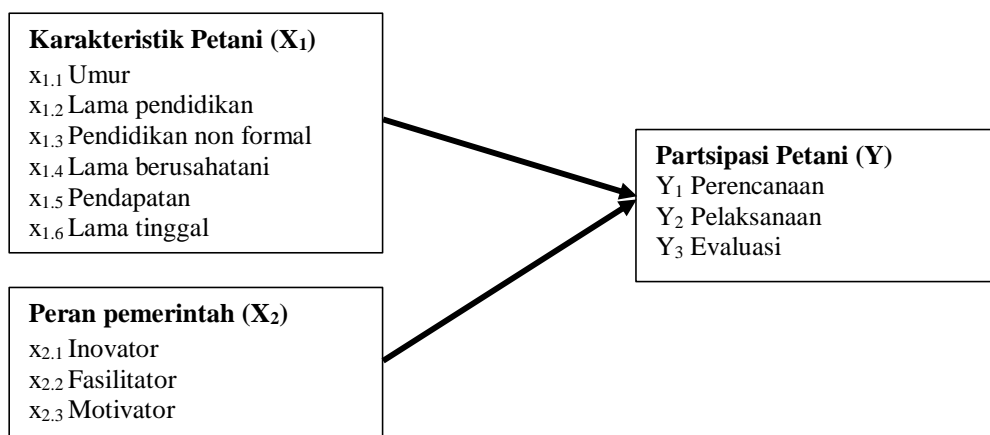 Karakteristik Petani (X₁)
x₁.₁ Umur
x₁.₂ Lama pendidikan
x₁.₃ Pendidikan non formal
x₁.₄ Lama berusahatani
x₁.₅ Pendapatan
x₁.₆ Lama tinggal
Peran pemerintah (X₂)
x₂.₁ Inovator
x₂.₂ Fasilitator
x₂.₃ Motivator
Partsipasi Petani (Y)
Y₁ Perencanaan
Y₂ Pelaksanaan
Y₃ Evaluasi